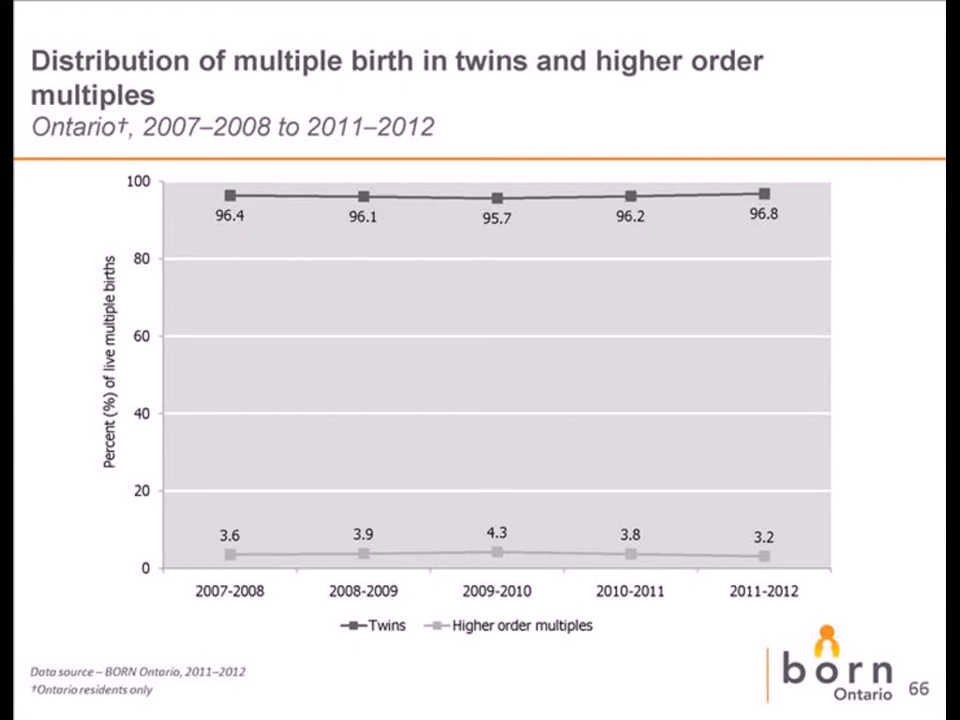 Distribution of multiple birth in twins and higher order
multiples
Ontario†, 2007–2008 to 2011–2012
100
80
60
40
20
0
Percent (%) of live multiple births
96.4
96.1
95.7
96.2
96.8
3.6
3.9
4.3
3.8
3.2
2007-2008
2008-2009
2009-2010
2010-2011
2011-2012
Twins
Higher order multiples
Data source – BORN Ontario, 2011–2012
†Ontario residents only
born
Ontario
66